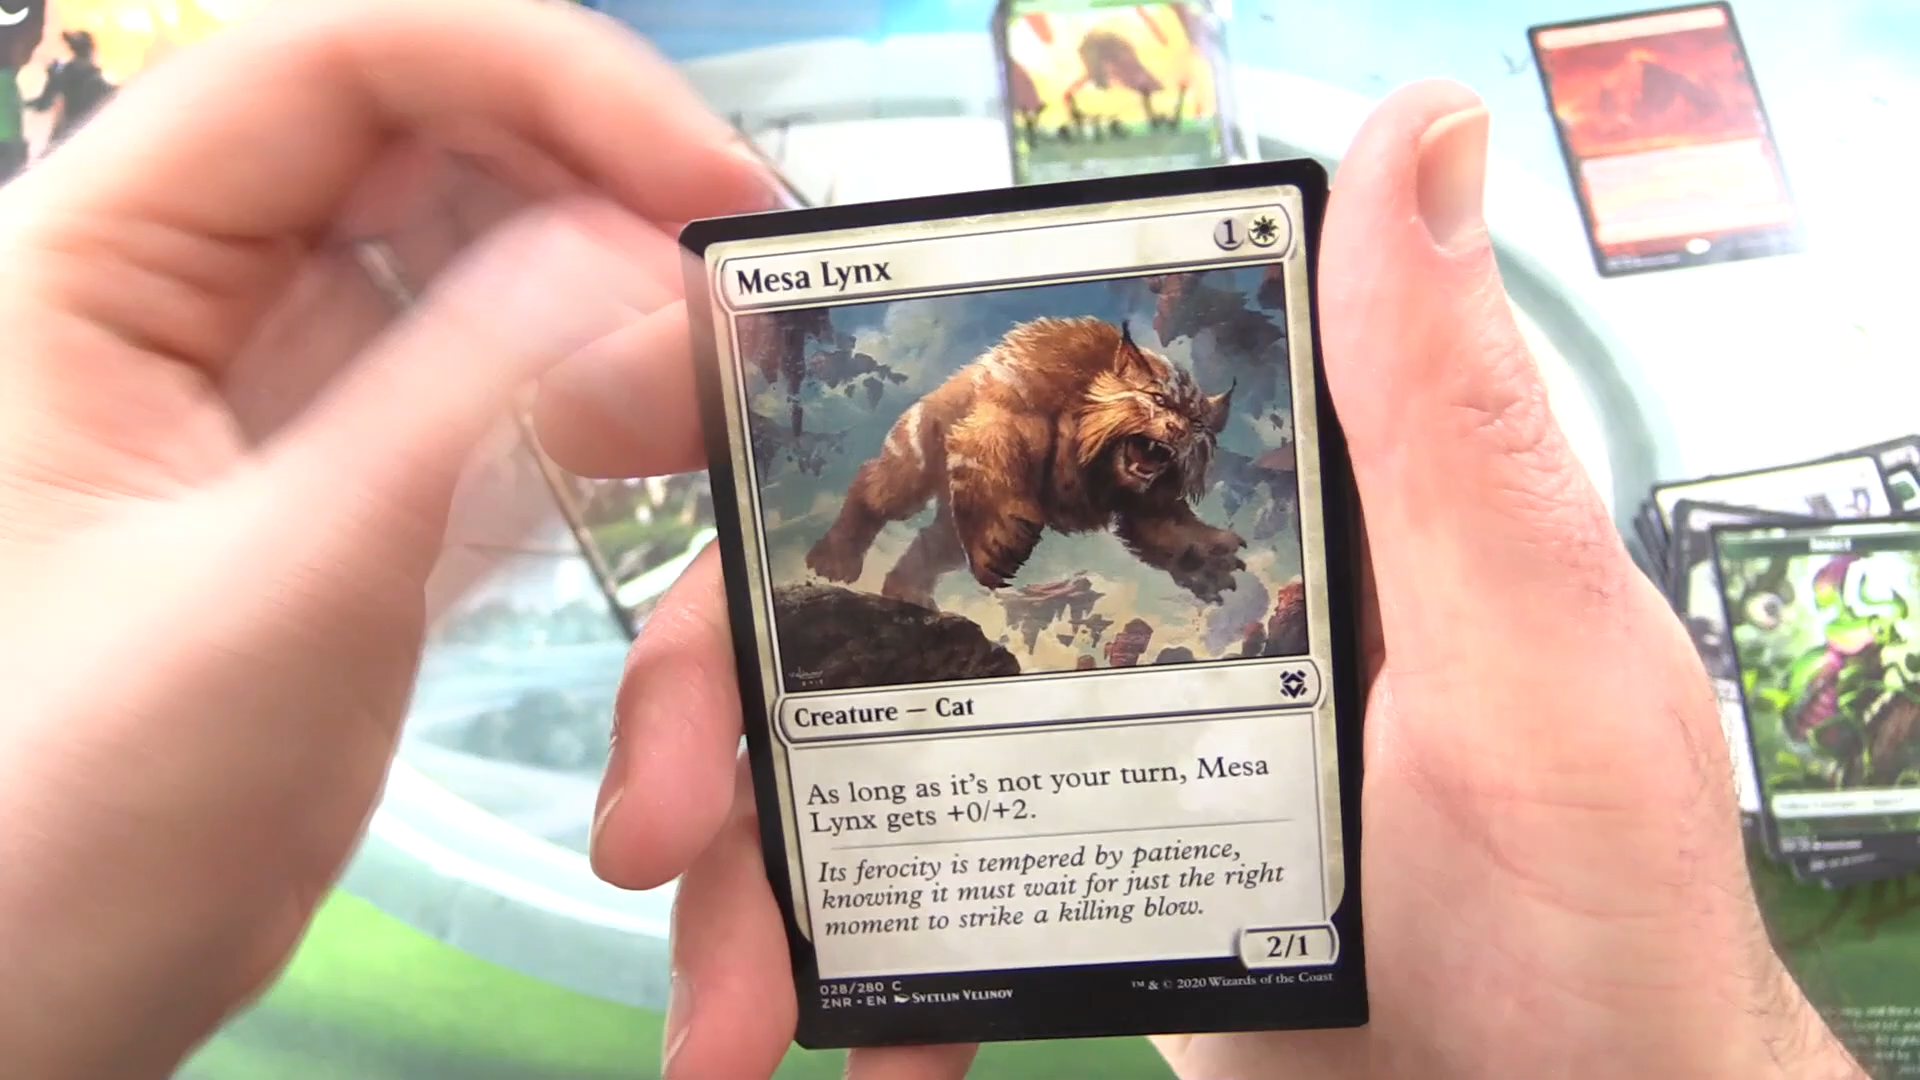 Mesa Lynx
1
Creature — Cat
As long as it's not your turn, Mesa
Lynx gets +0/+2.
Its ferocity is tempered by patience,
knowing it must wait for just the right
moment to strike a killing blow.
2/1
028/280 C
ZNR • EN Svetlin Velinov
™ & © 2020 Wizards of the Coast